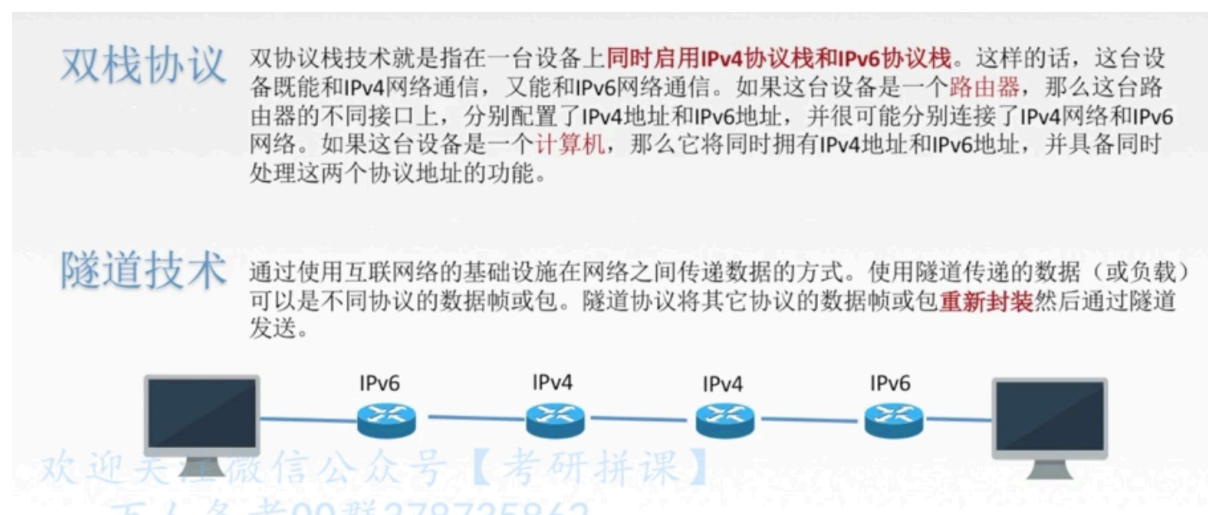 双栈协议
双协议栈技术就是指在一台设备上同时启用IPv4协议栈和IPv6协议栈。这样的话，这台设
备既能和IPv4网络通信，又能和IPv6网络通信。如果这台设备是一个路由器，那么这台路
由器的不同接口上，分别配置了IPv4地址和IPv6地址，并很可能分别连接了IPv4网络和IPv6
网络。如果这台设备是一个计算机，那么它将同时拥有IPv4地址和IPv6地址，并具备同时
处理这两个协议地址的功能。
隧道技术
通过使用互联网络的基础设施在网络之间传递数据的方式。使用隧道传递的数据（或负载）
可以是不同协议的数据帧或包。隧道协议将其它协议的数据帧或包重新封装然后通过隧道
发送。
IPv6 IPv4 IPv4 IPv6
欢迎关注微信公众号【考研拼课】